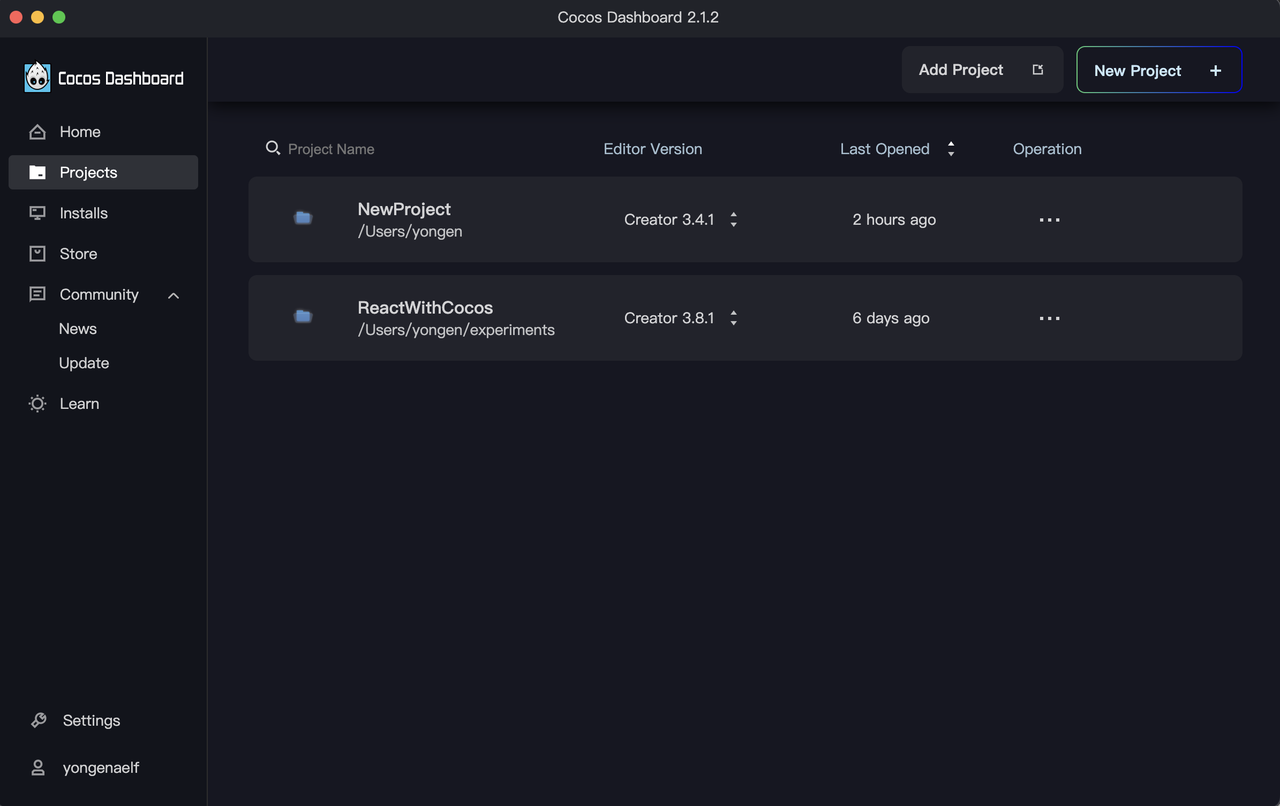 Cocos Dashboard 2.1.2
Cocos Dashboard
Add Project
New Project +
Home
Projects
Installs
Store
Community
News
Update
Learn
Settings
yongenaelf
Project Name Editor Version Last Opened Operation
NewProject
/Users/yongen
Creator 3.4.1 2 hours ago ...
ReactWithCocos
/Users/yongen/experiments
Creator 3.8.1 6 days ago ...